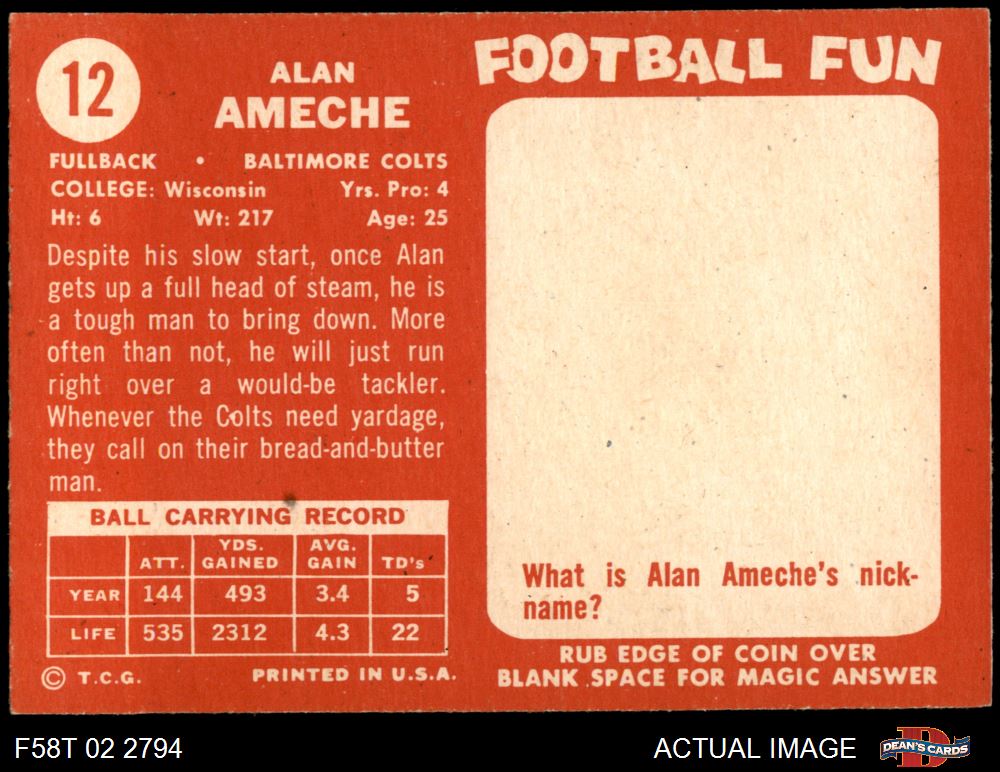 12
ALAN
AMECHE
FULLBACK • BALTIMORE COLTS
COLLEGE: Wisconsin Yrs. Pro: 4
Ht: 6 Wt: 217 Age: 25
Despite his slow start, once Alan
gets up a full head of steam, he is
a tough man to bring down. More
often than not, he will just run
right over a would-be tackler.
Whenever the Colts need yardage,
they call on their bread-and-butter
man.
BALL CARRYING RECORD
ATT. YDS. GAINED AVG. GAIN TD's
YEAR 144 493 3.4 5
LIFE 535 2312 4.3 22
© T.C.G. PRINTED IN U.S.A.
FOOTBALL FUN
What is Alan Ameche's nick-
name?
RUB EDGE OF COIN OVER
BLANK SPACE FOR MAGIC ANSWER
F58T 02 2794 ACTUAL IMAGE D DEAN'S CARDS